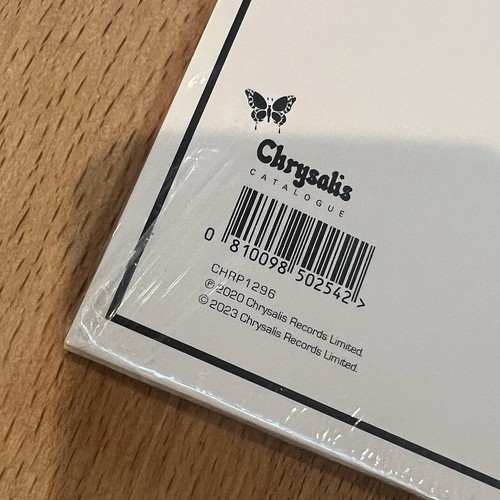 Chrysalis
CATALOGUE
0 810098 502542 >
CHRP1296
℗ 2020 Chrysalis Records Limited.
© 2023 Chrysalis Records Limited.